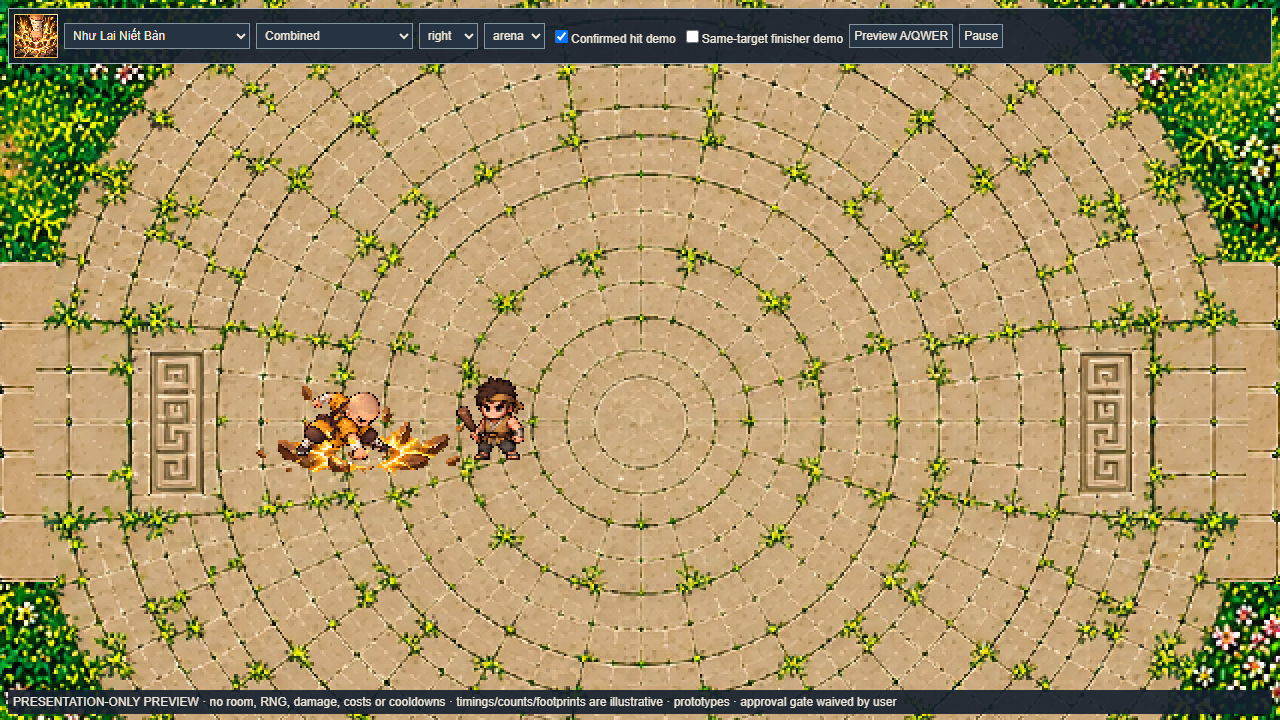 Như Lai Niết Bàn Combined right arena Confirmed hit demo Same-target finisher demo Preview A/QWER Pause
PRESENTATION-ONLY PREVIEW · no room, RNG, damage, costs or cooldowns · timings/counts/footprints are illustrative · prototypes · approval gate waived by user